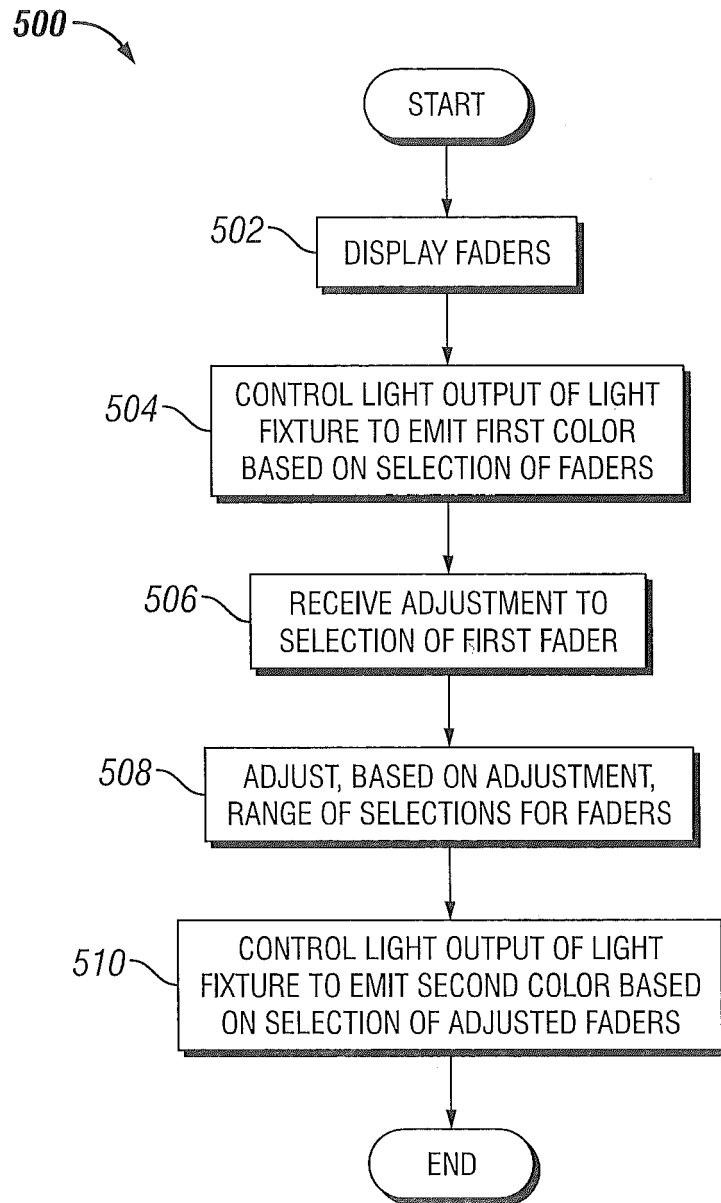 500
START
502
DISPLAY FADERS
504
CONTROL LIGHT OUTPUT OF LIGHT
FIXTURE TO EMIT FIRST COLOR
BASED ON SELECTION OF FADERS
506
RECEIVE ADJUSTMENT TO
SELECTION OF FIRST FADER
508
ADJUST, BASED ON ADJUSTMENT,
RANGE OF SELECTIONS FOR FADERS
510
CONTROL LIGHT OUTPUT OF LIGHT
FIXTURE TO EMIT SECOND COLOR BASED
ON SELECTION OF ADJUSTED FADERS
END